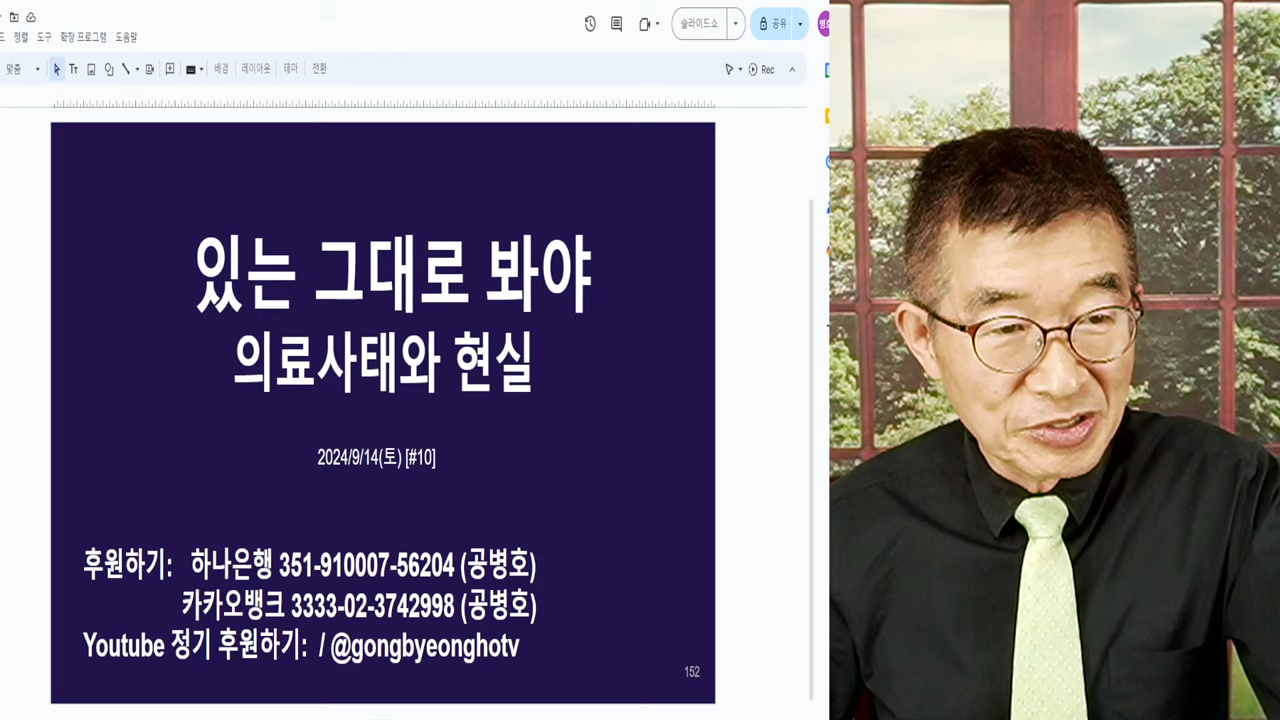 정렬 도구 확장 프로그램 도움말
슬라이드쇼
공유
맞춤
배경 레이아웃 테마 전환
Rec
있는 그대로 봐야
의료사태와 현실
2024/9/14(토) [#10]
후원하기: 하나은행 351-910007-56204 (공병호)
카카오뱅크 3333-02-3742998 (공병호)
Youtube 정기 후원하기: / @gongbyeonghotv
152